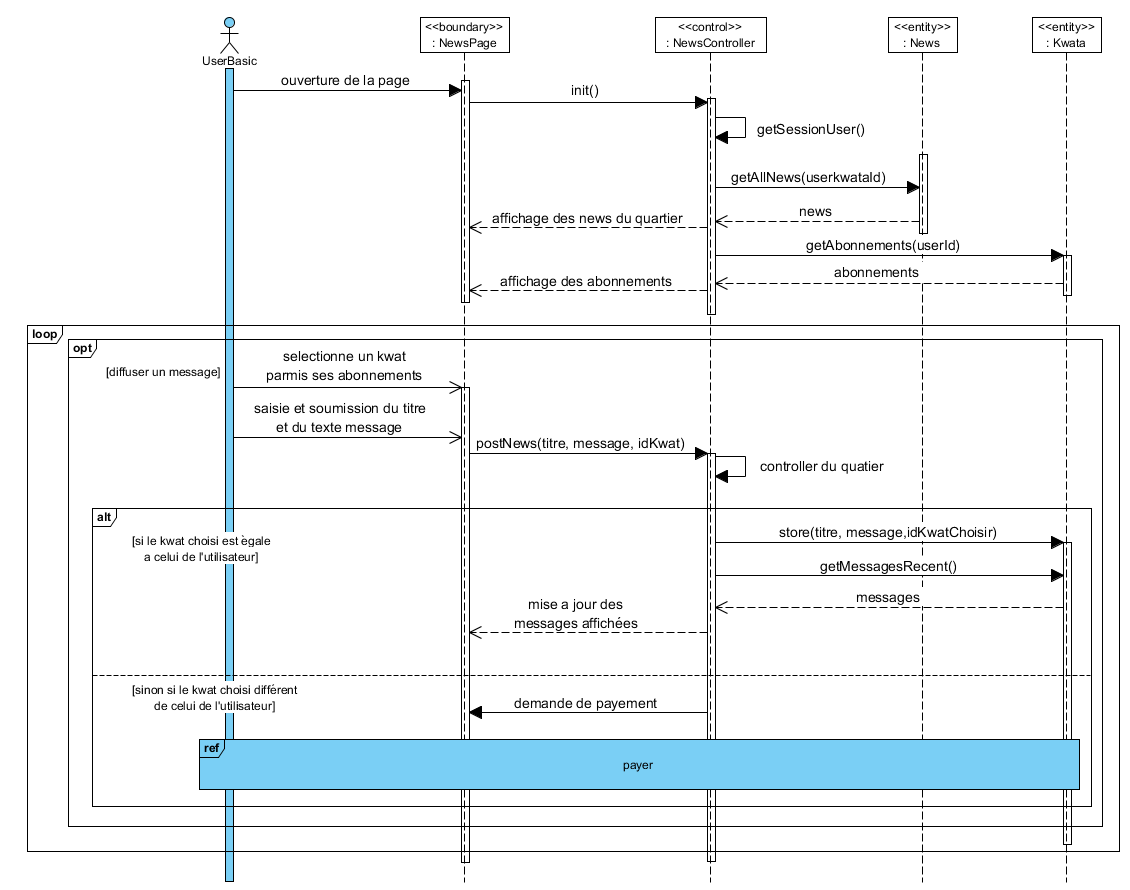 <<boundary>>
: NewsPage
<<control>>
: NewsController
<<entity>>
: News
<<entity>>
: Kwata
UserBasic
ouverture de la page
init()
getSessionUser()
getAllNews(userkwataId)
news
affichage des news du quartier
getAbonnements(userId)
abonnements
affichage des abonnements
loop
opt
[diffuser un message]
selectionne un kwat
parmis ses abonnements
saisie et soumission du titre
et du texte message
postNews(titre, message, idKwat)
controller du quatier
alt
[si le kwat choisi est ègale
a celui de l'utilisateur]
store(titre, message,idKwatChoisir)
getMessagesRecent()
messages
mise a jour des
messages affichées
[sinon si le kwat choisi différent
de celui de l'utilisateur]
demande de payement
ref
payer